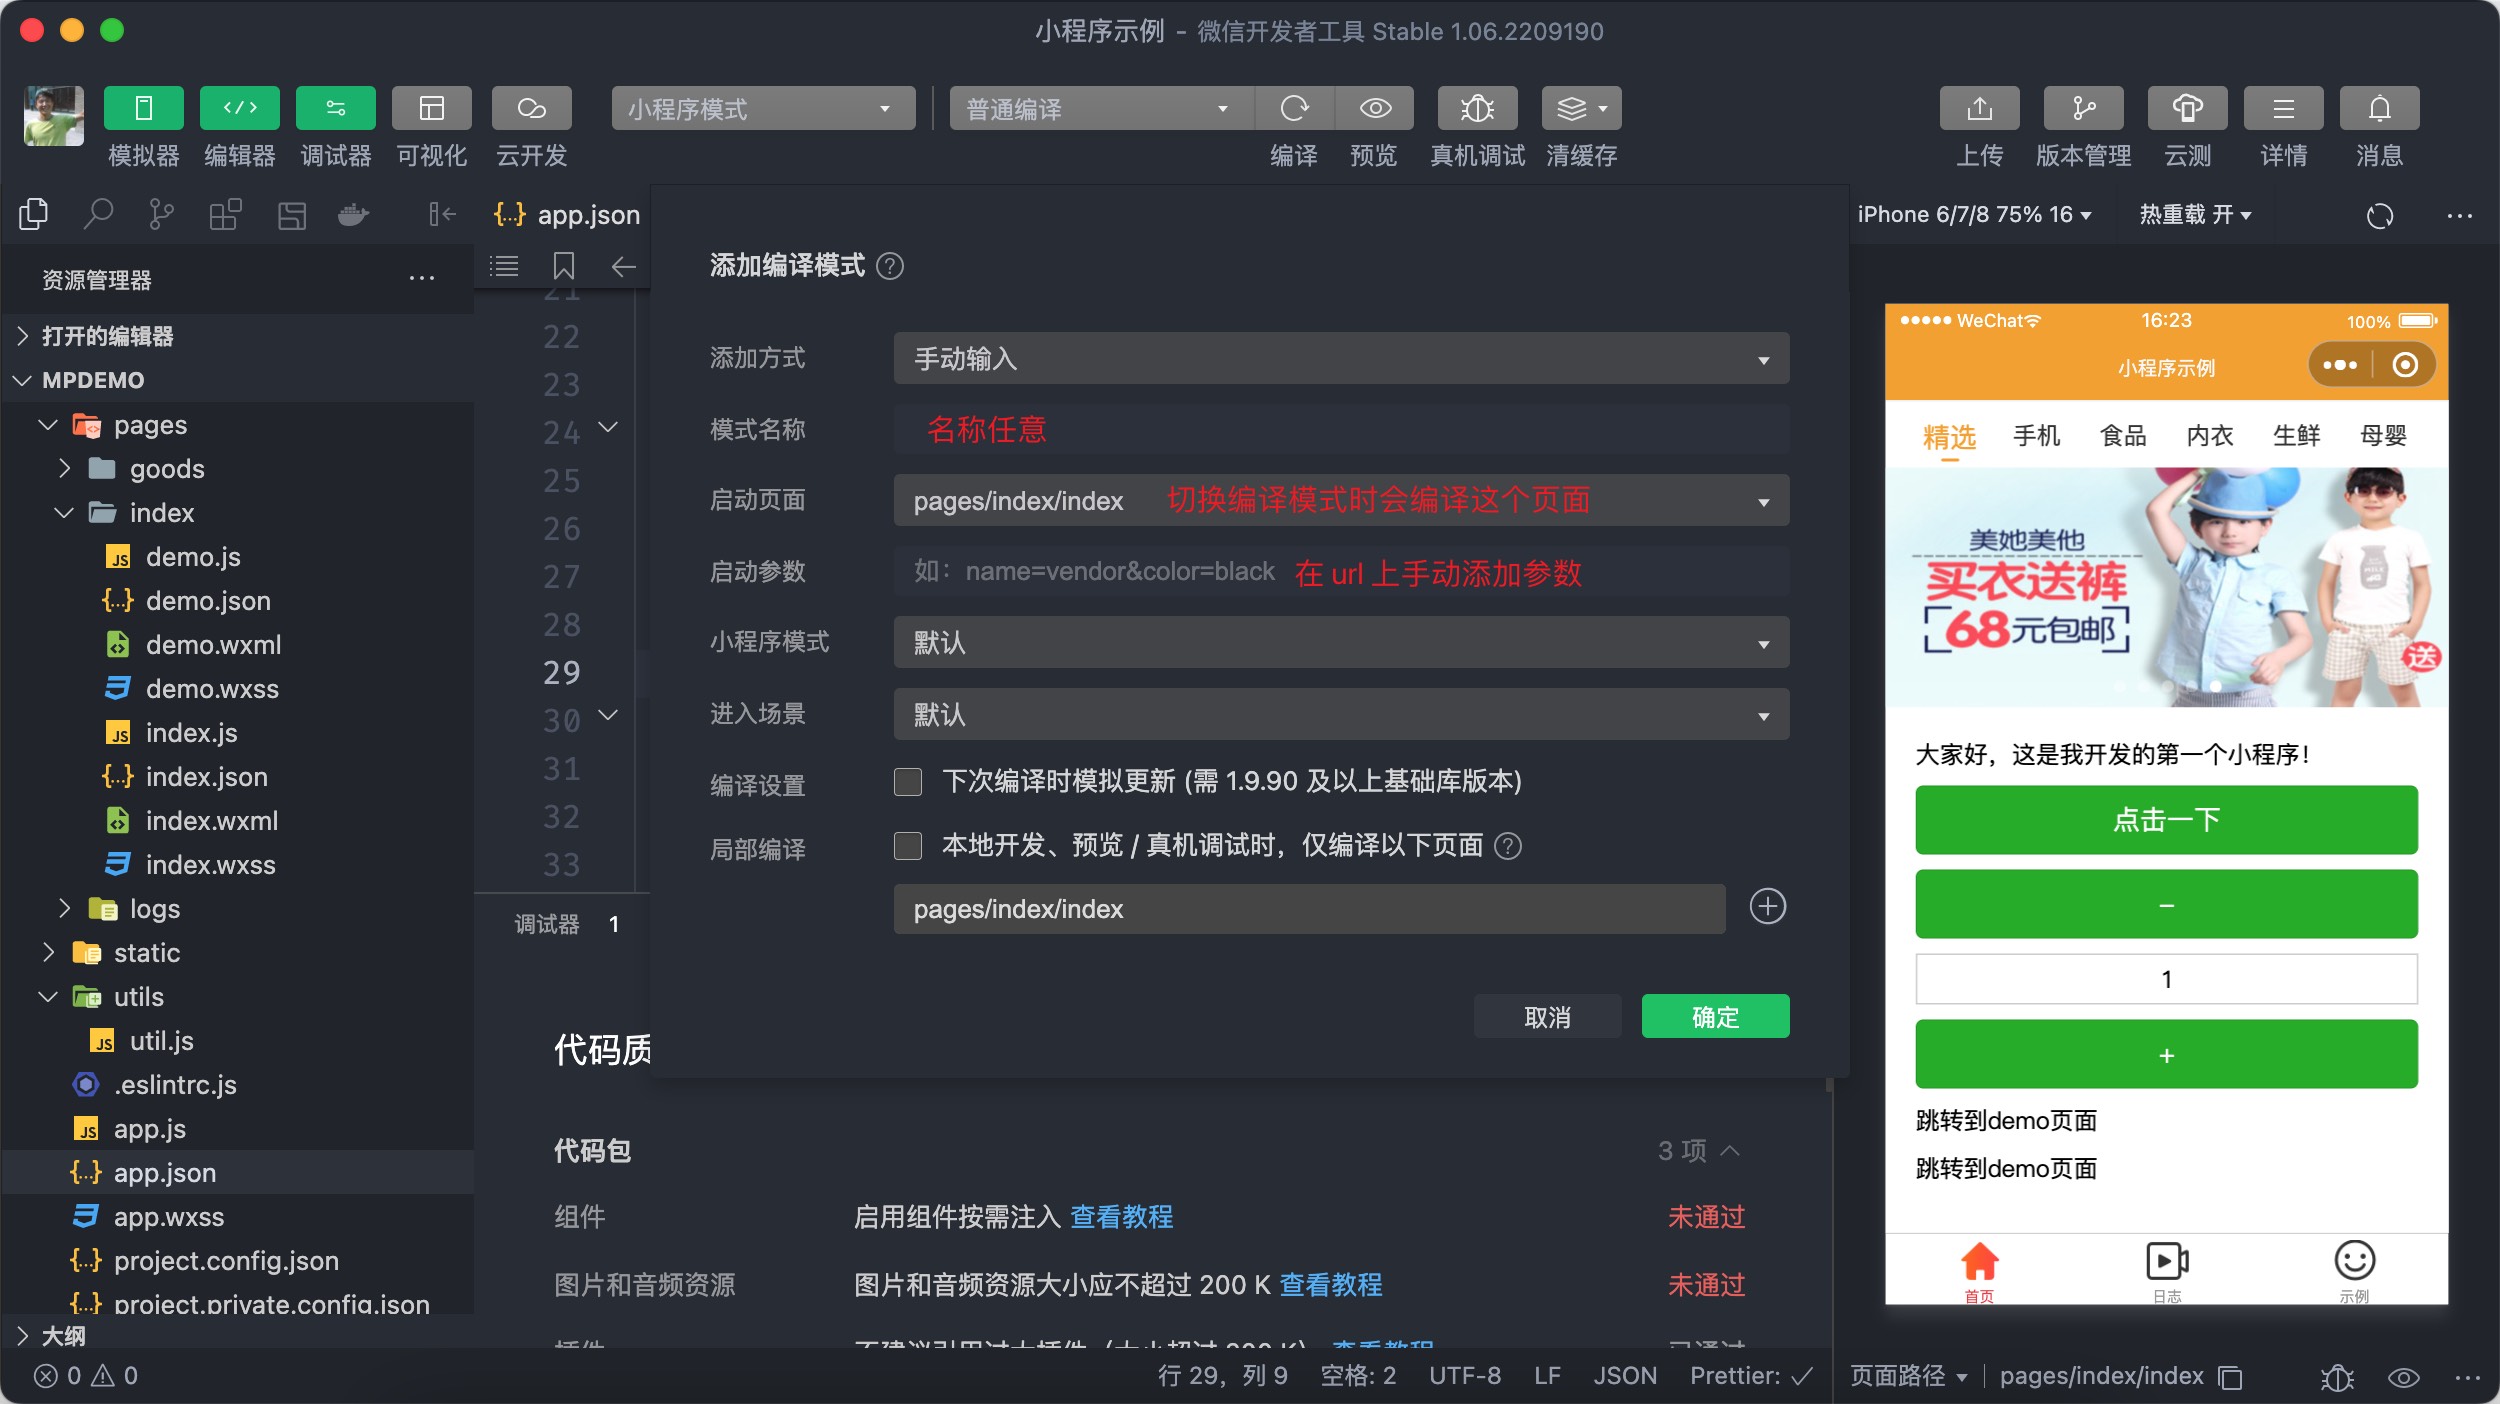 小程序示例 - 微信开发者工具 Stable 1.06.2209190
模拟器 编辑器 调试器 可视化 云开发
小程序模式
普通编译
编译 预览 真机调试 清缓存
上传 版本管理 云测 详情 消息
{..} app.json
iPhone 6/7/8 75% 16
热重载 开
资源管理器
打开的编辑器
MPDEMO
pages
goods
index
JS demo.js
{..} demo.json
demo.wxml
demo.wxss
JS index.js
{..} index.json
index.wxml
index.wxss
logs
static
utils
JS util.js
.eslintrc.js
JS app.js
{..} app.json
app.wxss
{..} project.config.json
{..} project.private.config.json
大纲
0 0
21
22
23
24
25
26
27
28
29
30
31
32
33
调试器 1
代码质
添加编译模式 ?
添加方式 手动输入
模式名称 名称任意
启动页面 pages/index/index 切换编译模式时会编译这个页面
启动参数 如：name=vendor&color=black 在 url 上手动添加参数
小程序模式 默认
进入场景 默认
编译设置 下次编译时模拟更新 (需 1.9.90 及以上基础库版本)
局部编译 本地开发、预览 / 真机调试时，仅编译以下页面 ?
pages/index/index
取消 确定
代码包 3 项
组件 启用组件按需注入 查看教程 未通过
图片和音频资源 图片和音频资源大小应不超过 200 K 查看教程 未通过
行 29，列 9 空格: 2 UTF-8 LF JSON Prettier: ✓
WeChat 16:23 100%
小程序示例
精选 手机 食品 内衣 生鲜 母婴
美她美他
买衣送裤
68元包邮
送
大家好，这是我开发的第一个小程序！
点击一下
−
1
+
跳转到demo页面
跳转到demo页面
首页 日志 示例
页面路径 pages/index/index